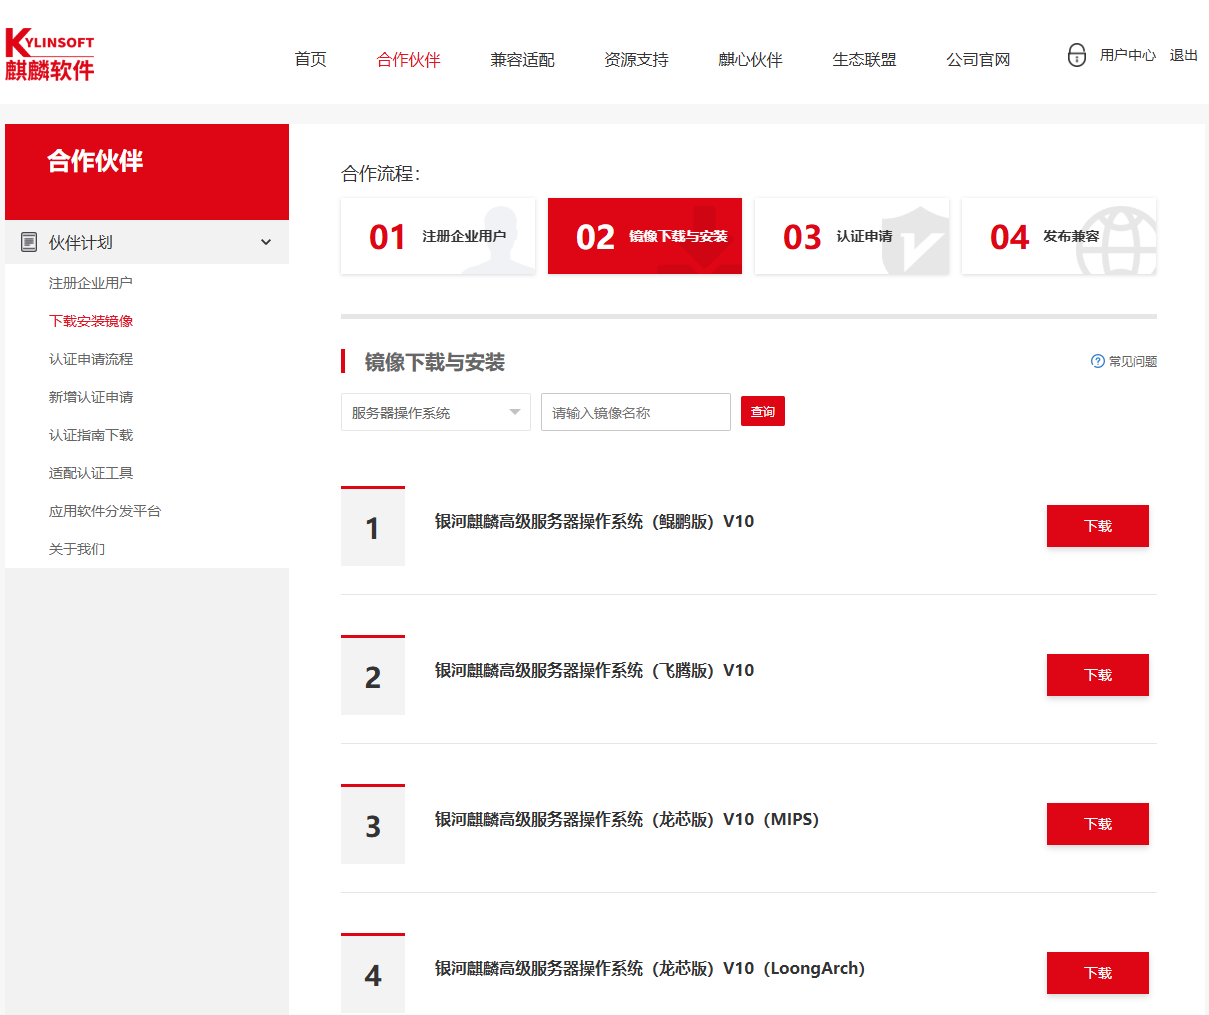 KYLINSOFT
麒麟软件
首页 合作伙伴 兼容适配 资源支持 麒心伙伴 生态联盟 公司官网 用户中心 退出
合作伙伴
伙伴计划
注册企业用户
下载安装镜像
认证申请流程
新增认证申请
认证指南下载
适配认证工具
应用软件分发平台
关于我们
合作流程：
01 注册企业用户
02 镜像下载与安装
03 认证申请
04 发布兼容
镜像下载与安装
? 常见问题
服务器操作系统 请输入镜像名称 查询
1 银河麒麟高级服务器操作系统（鲲鹏版）V10 下载
2 银河麒麟高级服务器操作系统（飞腾版）V10 下载
3 银河麒麟高级服务器操作系统（龙芯版）V10（MIPS） 下载
4 银河麒麟高级服务器操作系统（龙芯版）V10（LoongArch） 下载